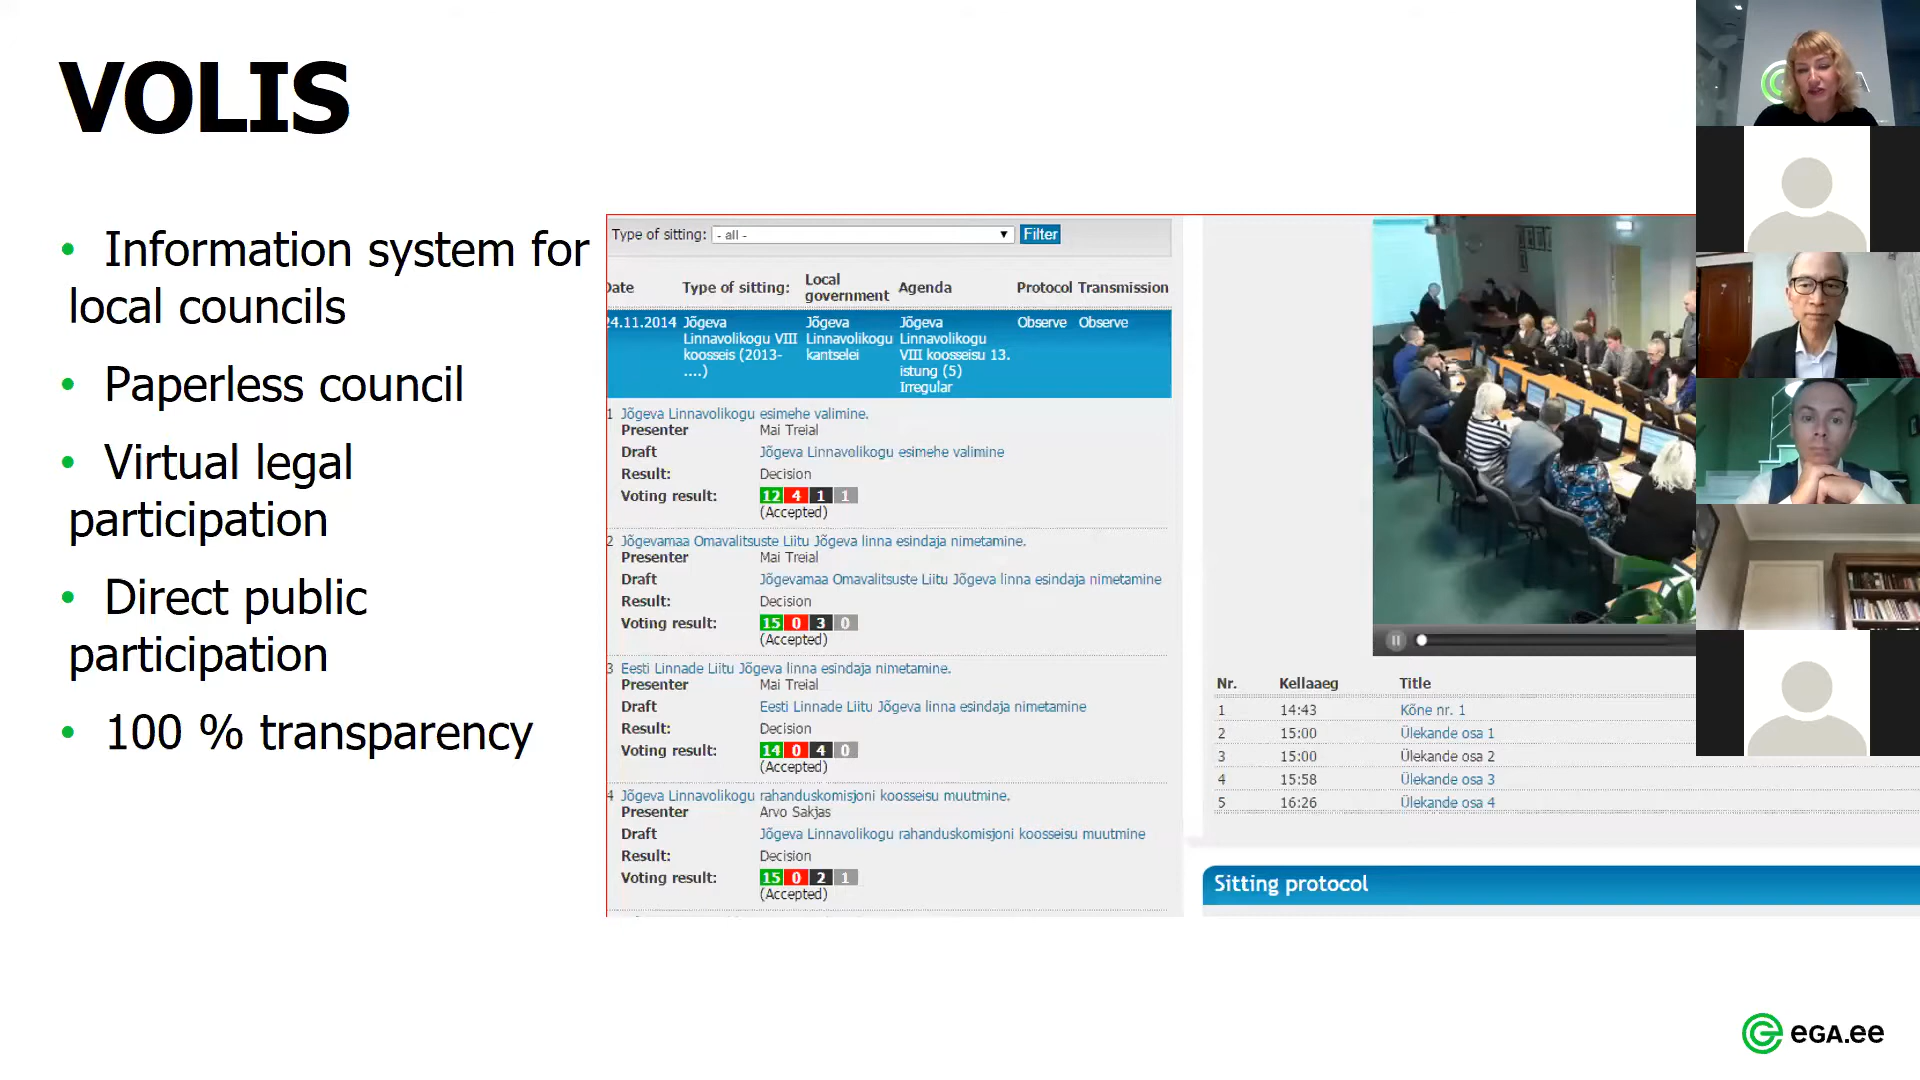 VOLIS
• Information system for
local councils
• Paperless council
• Virtual legal
participation
• Direct public
participation
• 100 % transparency
Type of sitting: - all - Filter
Date Type of sitting: Local government Agenda Protocol Transmission
24.11.2014 Jõgeva Linnavolikogu VIII koosseis (2013-....) Jõgeva Linnavolikogu kantselei Jõgeva Linnavolikogu VIII koosseisu 13. istung (5) Irregular Observe Observe
1 Jõgeva Linnavolikogu esimehe valimine.
Presenter Mai Treial
Draft Jõgeva Linnavolikogu esimehe valimine
Result: Decision
Voting result: 12 4 1 1
(Accepted)
2 Jõgevamaa Omavalitsuste Liitu Jõgeva linna esindaja nimetamine.
Presenter Mai Treial
Draft Jõgevamaa Omavalitsuste Liitu Jõgeva linna esindaja nimetamine
Result: Decision
Voting result: 15 0 3 0
(Accepted)
3 Eesti Linnade Liitu Jõgeva linna esindaja nimetamine.
Presenter Mai Treial
Draft Eesti Linnade Liitu Jõgeva linna esindaja nimetamine
Result: Decision
Voting result: 14 0 4 0
(Accepted)
4 Jõgeva Linnavolikogu rahanduskomisjoni koosseisu muutmine.
Presenter Arvo Sakjas
Draft Jõgeva Linnavolikogu rahanduskomisjoni koosseisu muutmine
Result: Decision
Voting result: 15 0 2 1
(Accepted)
Nr. Kellaaeg Title
1 14:43 Kõne nr. 1
2 15:00 Ülekande osa 1
3 15:00 Ülekande osa 2
4 15:58 Ülekande osa 3
5 16:26 Ülekande osa 4
Sitting protocol
eGA.ee